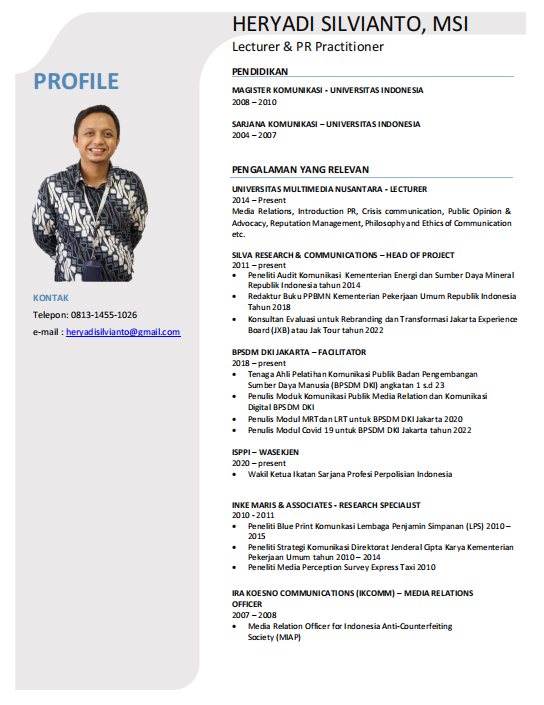 HERYADI SILVIANTO, MSI
Lecturer & PR Practitioner
PROFILE
KONTAK
Telepon: 0813-1455-1026
e-mail : heryadisilvianto@gmail.com
PENDIDIKAN
MAGISTER KOMUNIKASI - UNIVERSITAS INDONESIA
2008 – 2010
SARJANA KOMUNIKASI – UNIVERSITAS INDONESIA
2004 – 2007
PENGALAMAN YANG RELEVAN
UNIVERSITAS MULTIMEDIA NUSANTARA - LECTURER
2014 – Present
Media Relations, Introduction PR, Crisis communication, Public Opinion &
Advocacy, Reputation Management, Philosophy and Ethics of Communication
etc.
SILVA RESEARCH & COMMUNICATIONS – HEAD OF PROJECT
2011 – present
• Peneliti Audit Komunikasi Kementerian Energi dan Sumber Daya Mineral
Republik Indonesia tahun 2014
• Redaktur Buku PPBMN Kementerian Pekerjaan Umum Republik Indonesia
Tahun 2018
• Konsultan Evaluasi untuk Rebranding dan Transformasi Jakarta Experience
Board (JXB) atau Jak Tour tahun 2022
BPSDM DKI JAKARTA – FACILITATOR
2018 – present
• Tenaga Ahli Pelatihan Komunikasi Publik Badan Pengembangan
Sumber Daya Manusia (BPSDM DKI) angkatan 1 s.d 23
• Penulis Moduk Komunikasi Publik Media Relation dan Komunikasi
Digital BPSDM DKI
• Penulis Modul MRT dan LRT untuk BPSDM DKI Jakarta 2020
• Penulis Modul Covid 19 untuk BPSDM DKI Jakarta tahun 2022
ISPPI – WASEKJEN
2020 – present
• Wakil Ketua Ikatan Sarjana Profesi Perpolisian Indonesia
INKE MARIS & ASSOCIATES - RESEARCH SPECIALIST
2010 - 2011
• Peneliti Blue Print Komunkasi Lembaga Penjamin Simpanan (LPS) 2010 –
2015
• Peneliti Strategi Komunikasi Direktorat Jenderal Cipta Karya Kementerian
Pekerjaan Umum tahun 2010 – 2014
• Peneliti Media Perception Survey Express Taxi 2010
IRA KOESNO COMMUNICATIONS (IKCOMM) – MEDIA RELATIONS
OFFICER
2007 – 2008
• Media Relation Officer for Indonesia Anti-Counterfeiting
Society (MIAP)